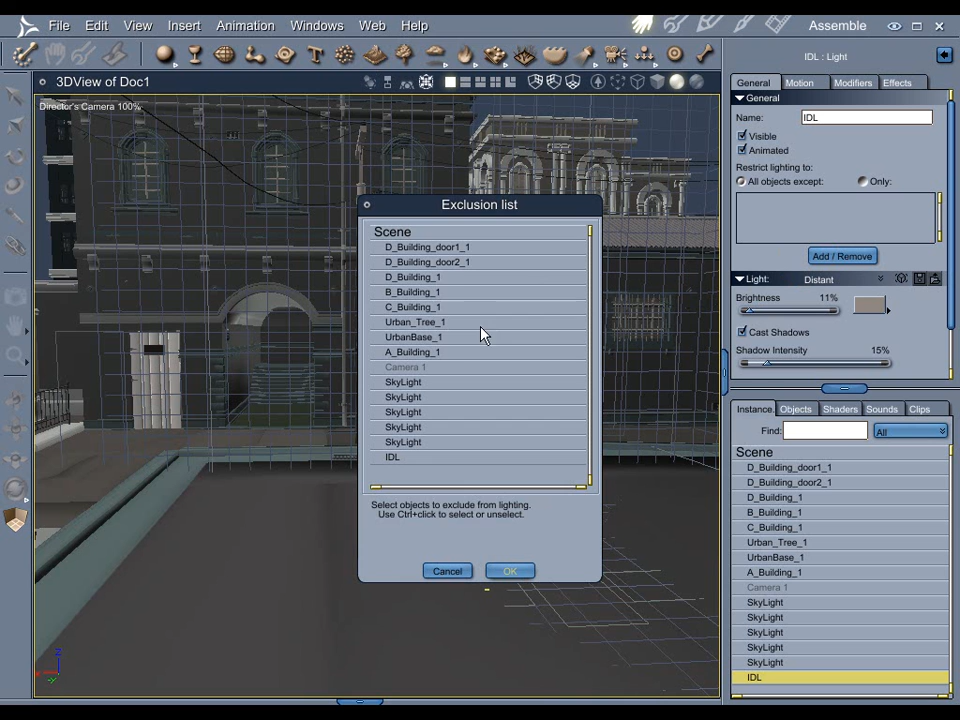 File Edit View Insert Animation Windows Web Help Assemble
3DView of Doc1
Director's Camera 100%
Exclusion list
Scene
D_Building_door1_1
D_Building_door2_1
D_Building_1
B_Building_1
C_Building_1
Urban_Tree_1
UrbanBase_1
A_Building_1
Camera 1
SkyLight
SkyLight
SkyLight
SkyLight
SkyLight
IDL
Select objects to exclude from lighting.
Use Ctrl+click to select or unselect.
Cancel OK
Z
X
Y
IDL : Light
General Motion Modifiers Effects
General
Name: IDL
Visible
Animated
Restrict lighting to:
All objects except: Only:
Add / Remove
Light: Distant
Brightness 11%
Cast Shadows
Shadow Intensity 15%
Instance Objects Shaders Sounds Clips
Find: All
Scene
D_Building_door1_1
D_Building_door2_1
D_Building_1
B_Building_1
C_Building_1
Urban_Tree_1
UrbanBase_1
A_Building_1
Camera 1
SkyLight
SkyLight
SkyLight
SkyLight
SkyLight
IDL